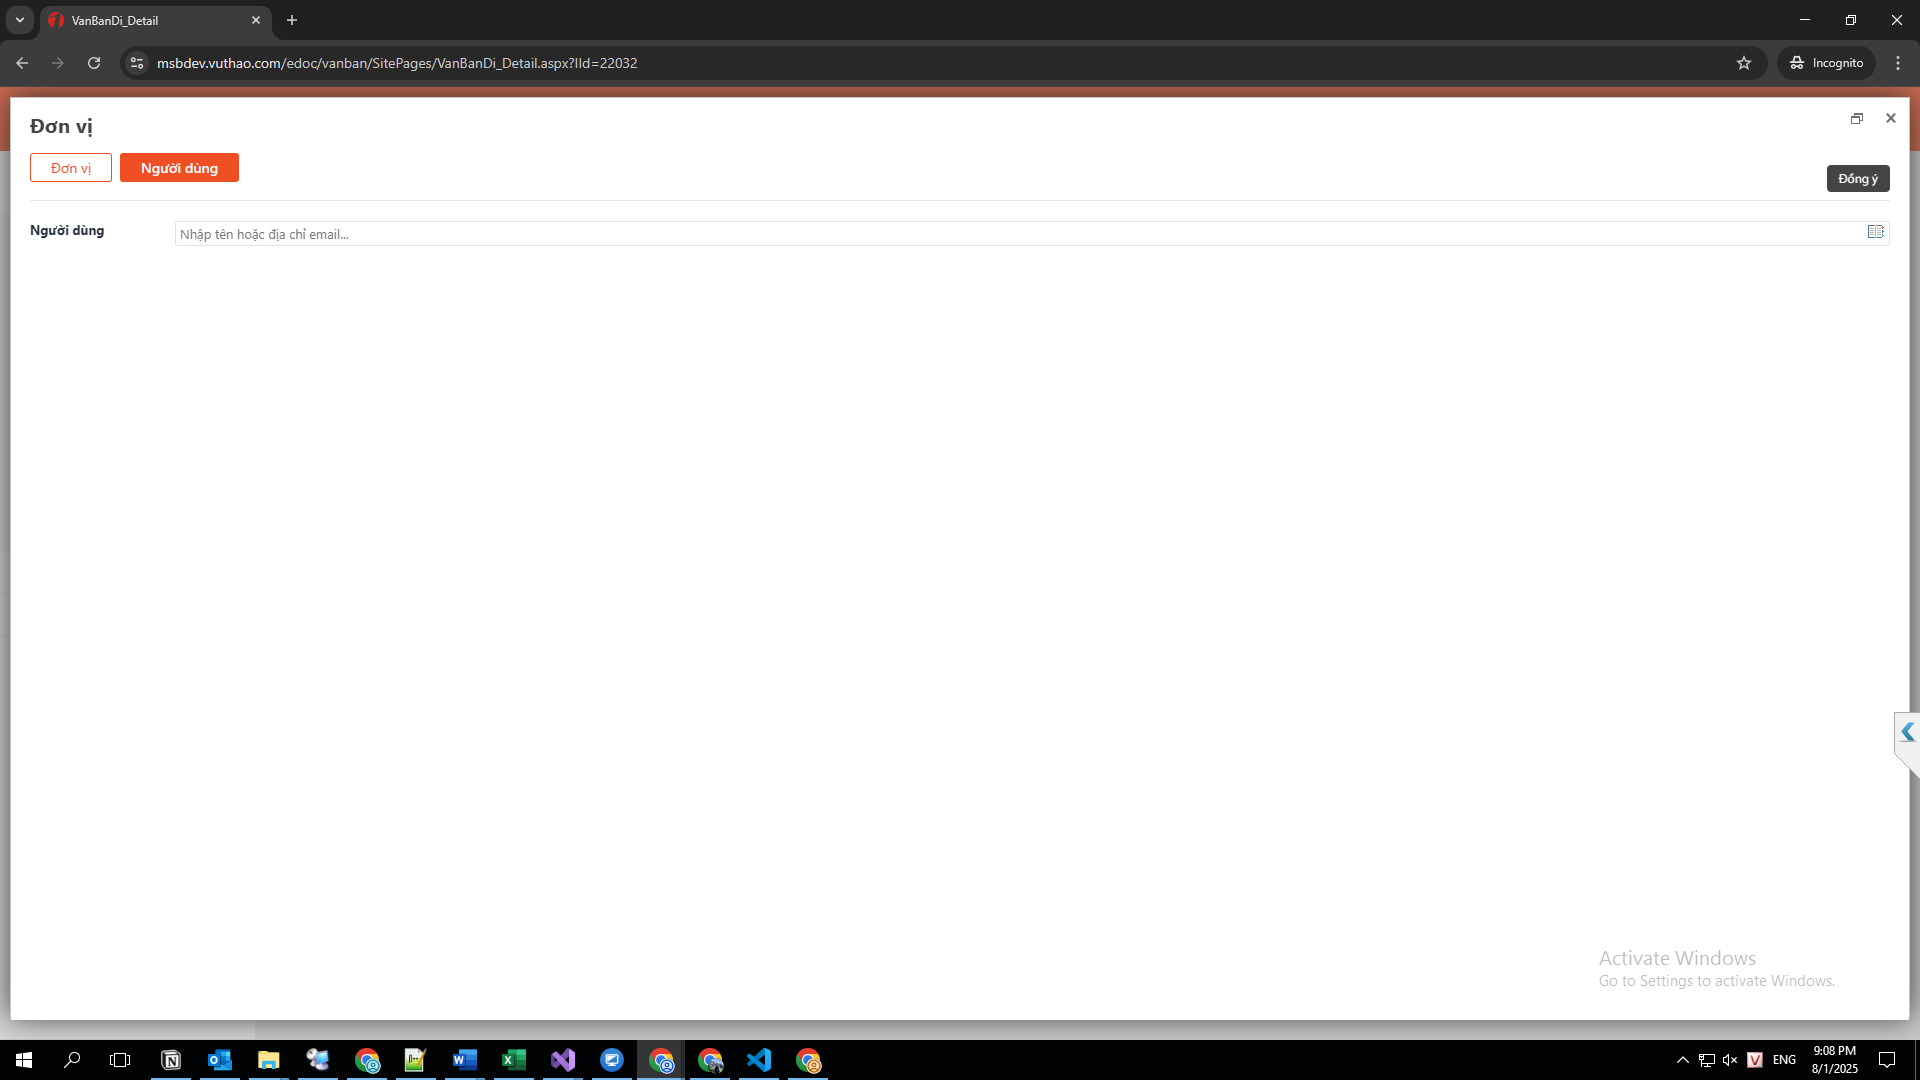 VanBanDi_Detail
msbdev.vuthao.com/edoc/vanban/SitePages/VanBanDi_Detail.aspx?IId=22032
Incognito
Đơn vị
Đơn vị
Người dùng
Đồng ý
Người dùng
Nhập tên hoặc địa chỉ email...
Activate Windows
Go to Settings to activate Windows.
ENG
9:08 PM
8/1/2025